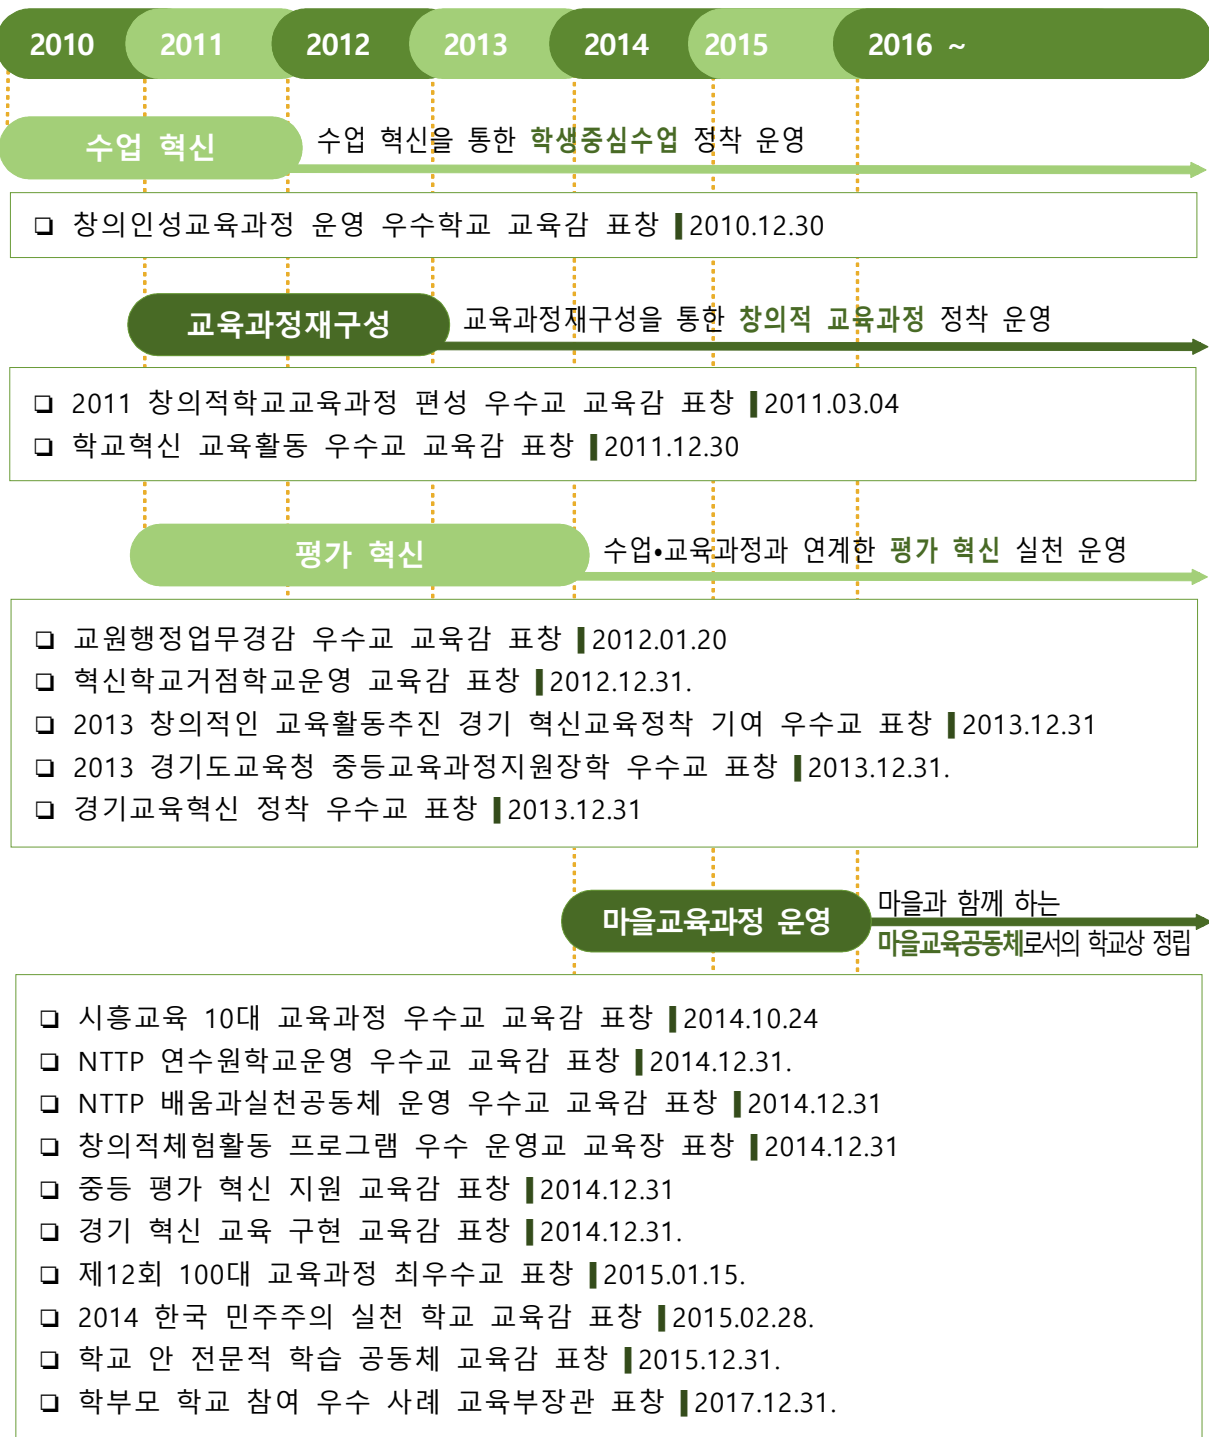 2010 2011 2012 2013 2014 2015 2016 ~
수업 혁신
수업 혁신을 통한 학생중심수업 정착 운영
❏ 창의인성교육과정 운영 우수학교 교육감 표창 ▌2010.12.30
교육과정재구성
교육과정재구성을 통한 창의적 교육과정 정착 운영
❏ 2011 창의적학교교육과정 편성 우수교 교육감 표창 ▌2011.03.04
❏ 학교혁신 교육활동 우수교 교육감 표창 ▌2011.12.30
평가 혁신
수업•교육과정과 연계한 평가 혁신 실천 운영
❏ 교원행정업무경감 우수교 교육감 표창 ▌2012.01.20
❏ 혁신학교거점학교운영 교육감 표창 ▌2012.12.31.
❏ 2013 창의적인 교육활동추진 경기 혁신교육정착 기여 우수교 표창 ▌2013.12.31
❏ 2013 경기도교육청 중등교육과정지원장학 우수교 표창 ▌2013.12.31.
❏ 경기교육혁신 정착 우수교 표창 ▌2013.12.31
마을교육과정 운영
마을과 함께 하는
마을교육공동체로서의 학교상 정립
❏ 시흥교육 10대 교육과정 우수교 교육감 표창 ▌2014.10.24
❏ NTTP 연수원학교운영 우수교 교육감 표창 ▌2014.12.31.
❏ NTTP 배움과실천공동체 운영 우수교 교육감 표창 ▌2014.12.31
❏ 창의적체험활동 프로그램 우수 운영교 교육장 표창 ▌2014.12.31
❏ 중등 평가 혁신 지원 교육감 표창 ▌2014.12.31
❏ 경기 혁신 교육 구현 교육감 표창 ▌2014.12.31.
❏ 제12회 100대 교육과정 최우수교 표창 ▌2015.01.15.
❏ 2014 한국 민주주의 실천 학교 교육감 표창 ▌2015.02.28.
❏ 학교 안 전문적 학습 공동체 교육감 표창 ▌2015.12.31.
❏ 학부모 학교 참여 우수 사례 교육부장관 표창 ▌2017.12.31.